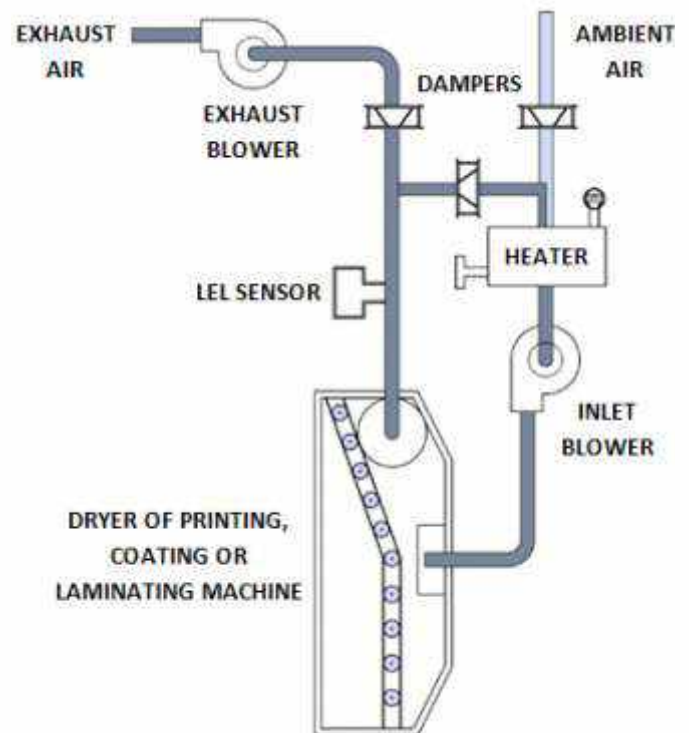 EXHAUST
AIR
AMBIENT
AIR
DAMPERS
EXHAUST
BLOWER
HEATER
LEL SENSOR
INLET
BLOWER
DRYER OF PRINTING,
COATING OR
LAMINATING MACHINE